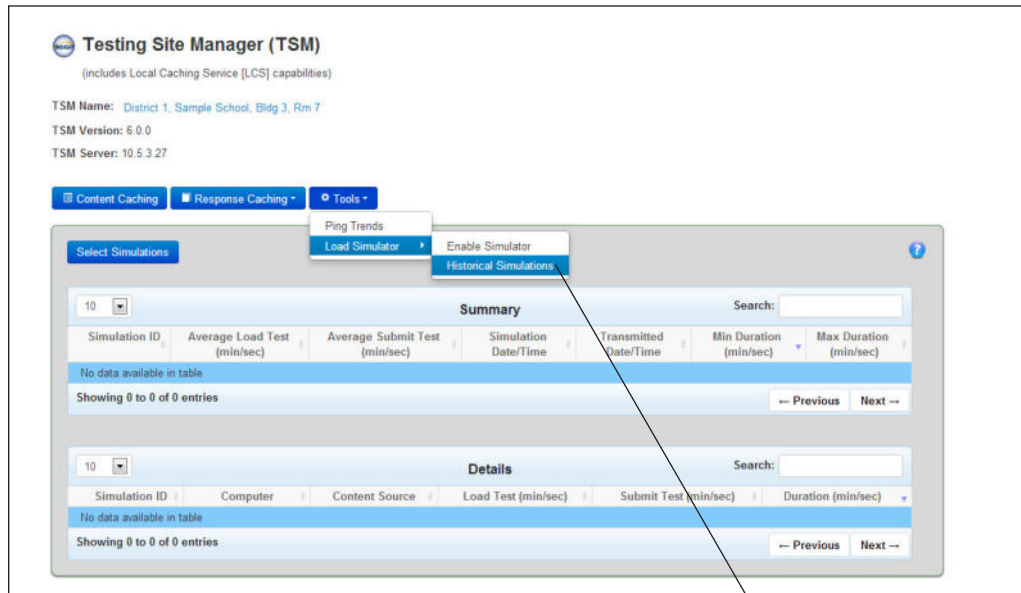 Testing Site Manager (TSM)
(includes Local Caching Service [LCS] capabilities)
TSM Name: District 1, Sample School, Bldg 3, Rm 7
TSM Version: 6.0.0
TSM Server: 10.5.3.27
Content Caching Response Caching Tools
Ping Trends
Load Simulator Enable Simulator
Historical Simulations
Select Simulations
10 Summary Search:
Simulation ID Average Load Test (min/sec) Average Submit Test (min/sec) Simulation Date/Time Transmitted Date/Time Min Duration (min/sec) Max Duration (min/sec)
No data available in table
Showing 0 to 0 of 0 entries ← Previous Next →
10 Details Search:
Simulation ID Computer Content Source Load Test (min/sec) Submit Test (min/sec) Duration (min/sec)
No data available in table
Showing 0 to 0 of 0 entries ← Previous Next →